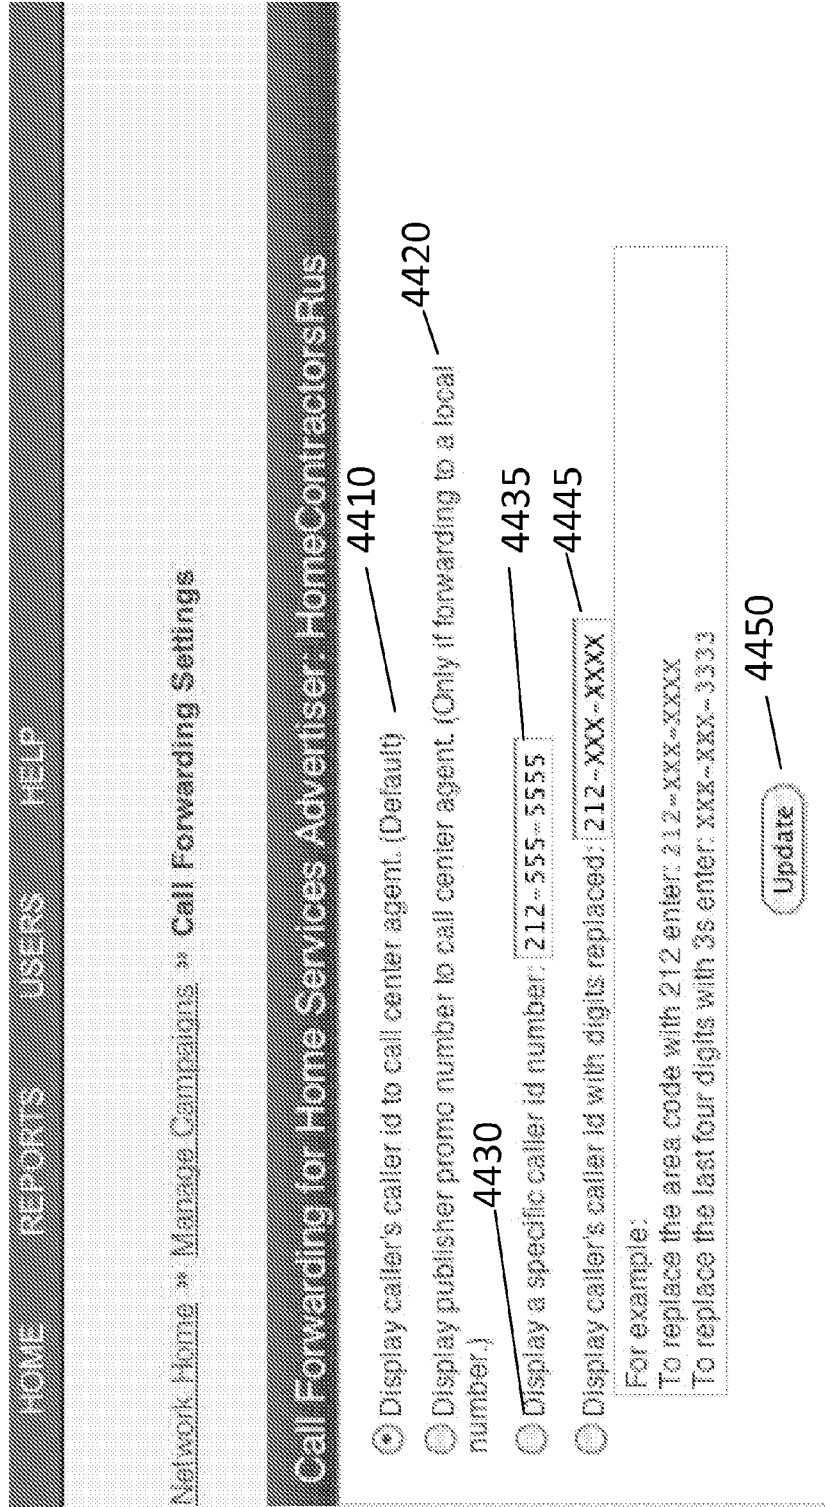 HOME REPORTS USERS HELP
Network Home » Manage Campaigns » Call Forwarding Settings
Call Forwarding for Home Services Advertiser: HomeContractorsRus
Display caller's caller id to call center agent. (Default)
4410
Display publisher promo number to call center agent. (Only if forwarding to a local
number.)
4420
4430
Display a specific caller id number: 212-555-5555
4435
Display caller's caller id with digits replaced: 212-XXX-XXXX
4445
For example:
To replace the area code with 212 enter: 212-XXX-XXXX
To replace the last four digits with 3s enter: XXX-XXX-3333
Update
4450